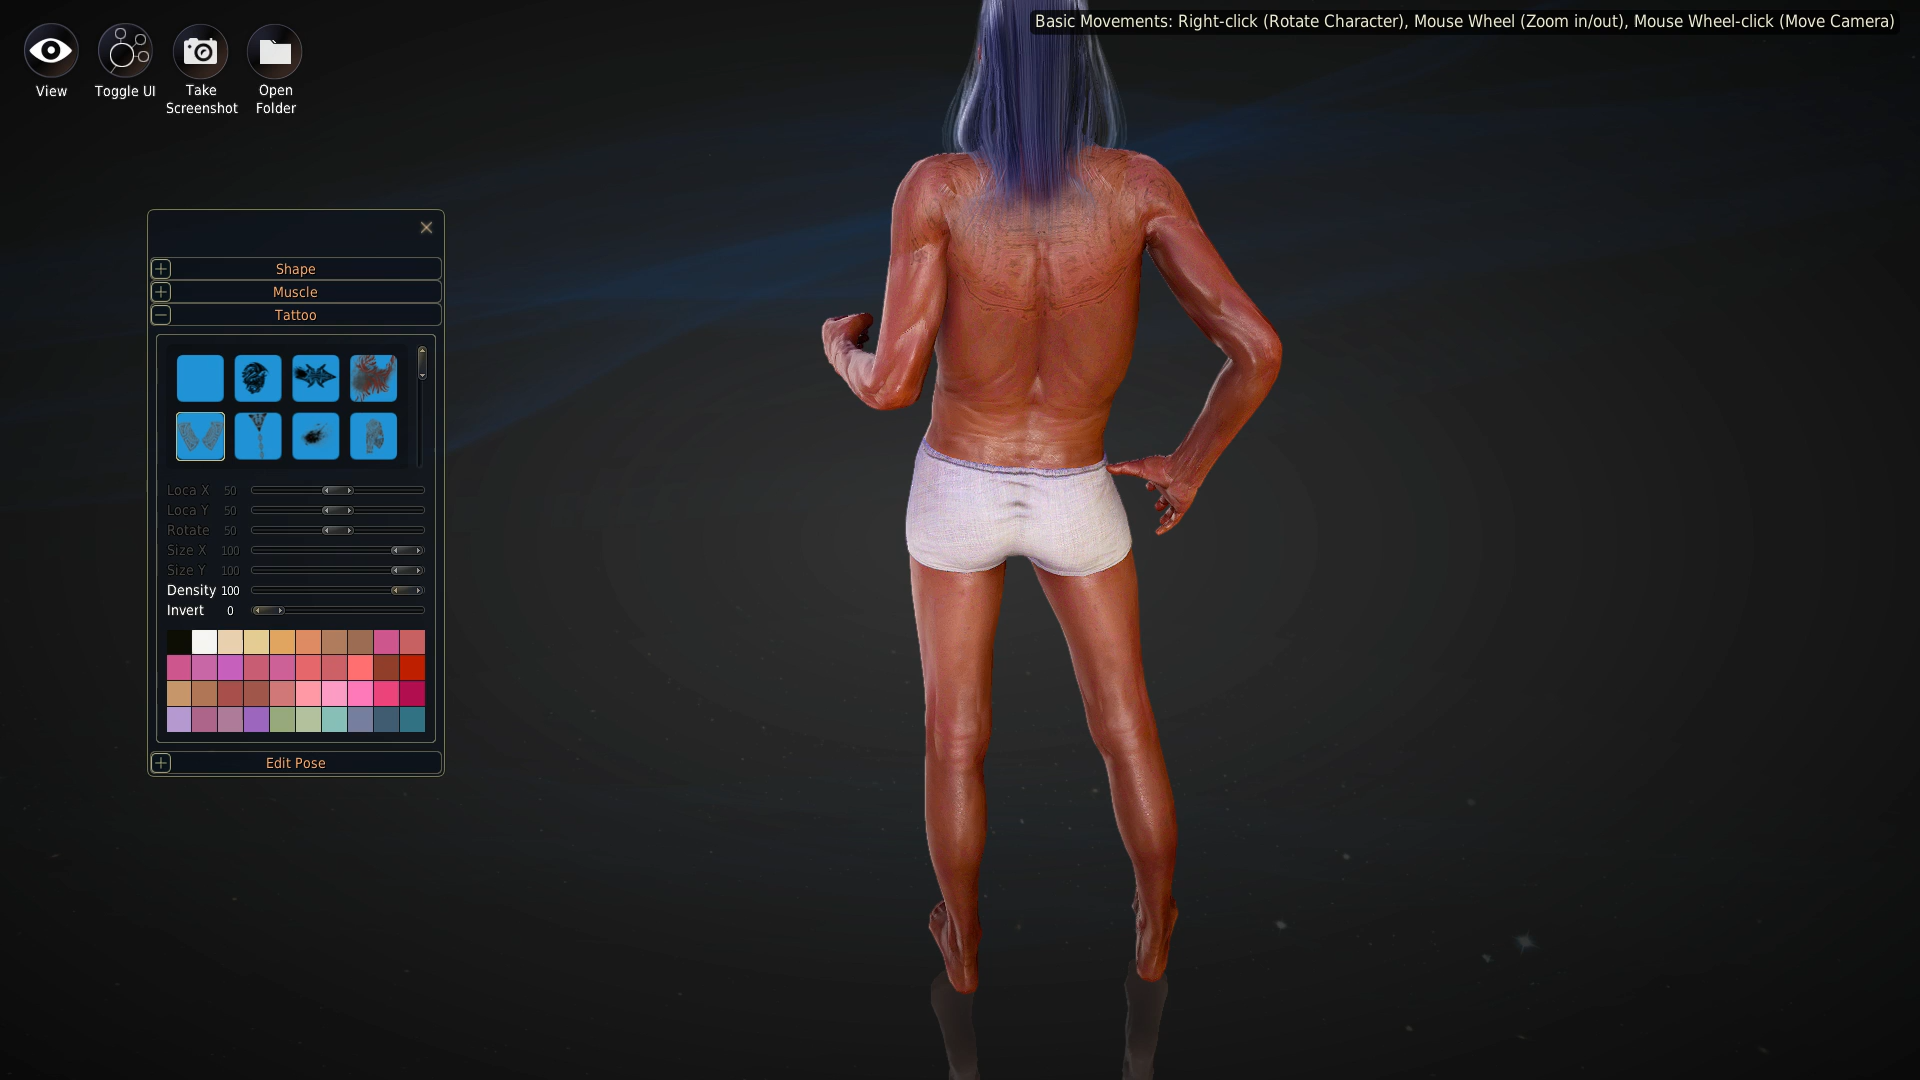 Basic Movements: Right-click (Rotate Character), Mouse Wheel (Zoom in/out), Mouse Wheel-click (Move Camera)
View
Toggle UI
Take
Screenshot
Open
Folder
Shape
Muscle
Tattoo
Loca X 50
Loca Y 50
Rotate 50
Size X 100
Size Y 100
Density 100
Invert 0
Edit Pose